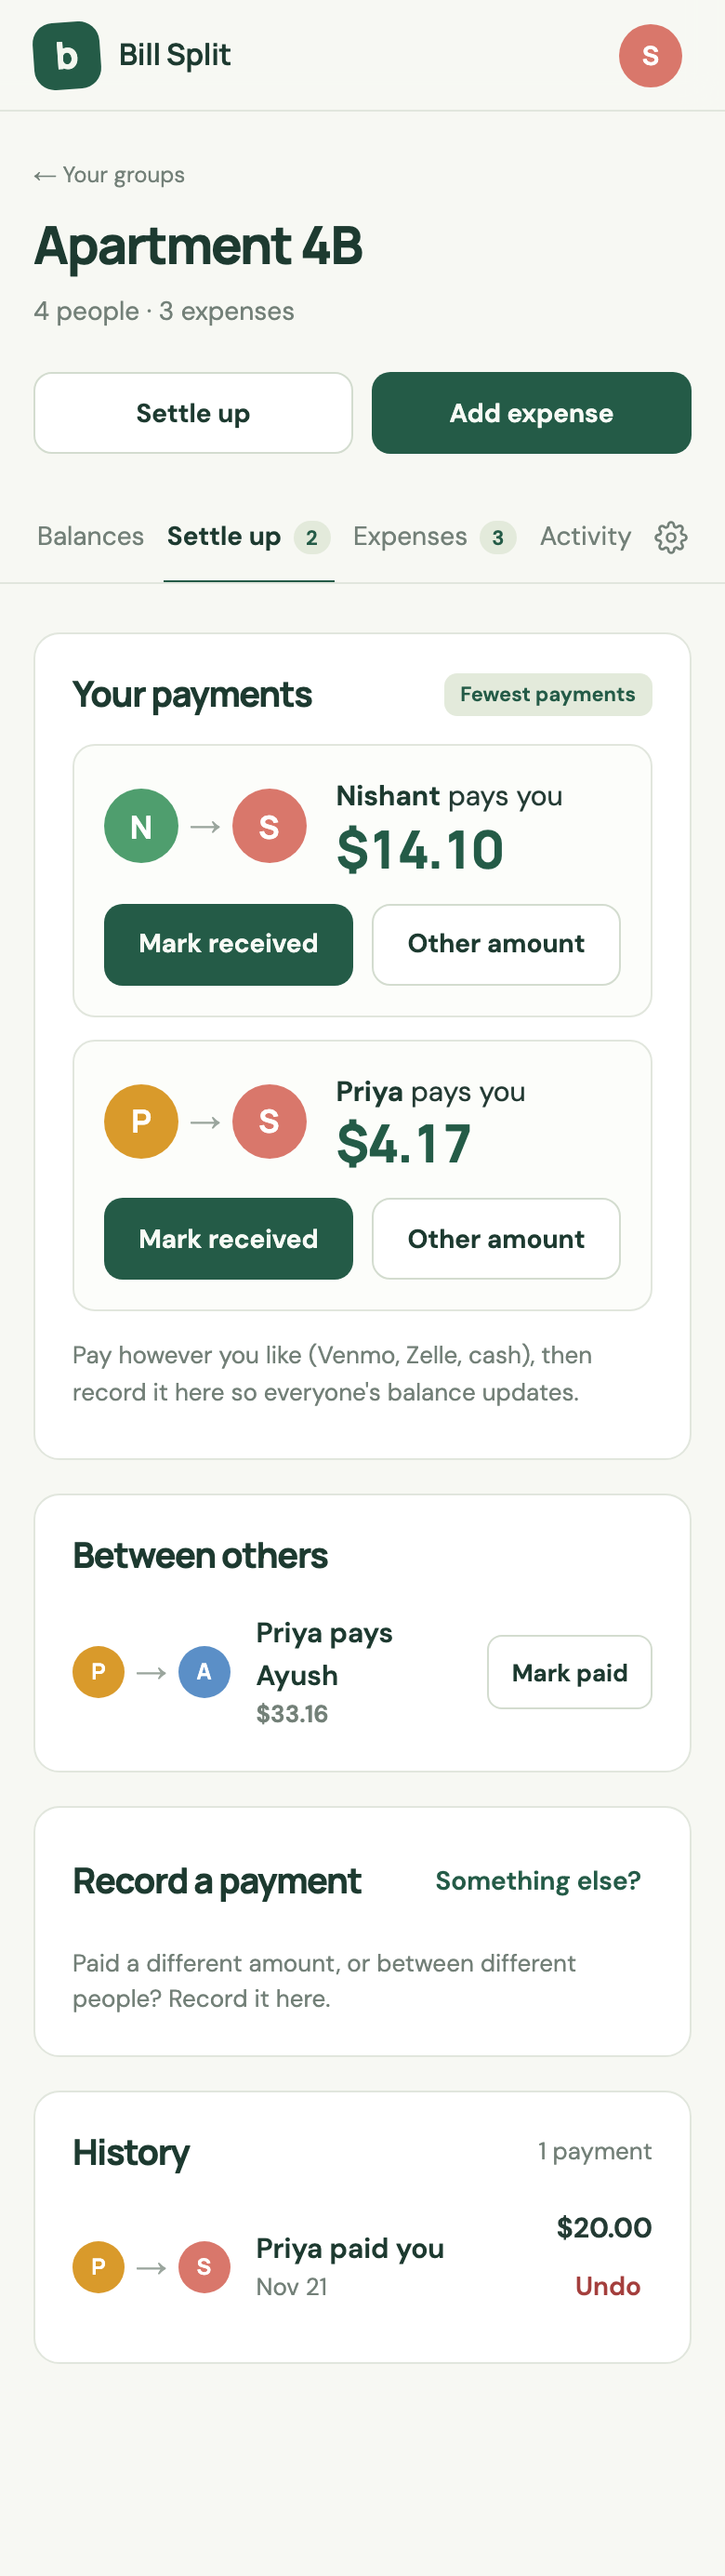 b Bill Split S
← Your groups
Apartment 4B
4 people · 3 expenses
Settle up Add expense
Balances Settle up 2 Expenses 3 Activity
Your payments Fewest payments
N → S Nishant pays you
$14.10
Mark received Other amount
P → S Priya pays you
$4.17
Mark received Other amount
Pay however you like (Venmo, Zelle, cash), then
record it here so everyone's balance updates.
Between others
P → A Priya pays
Ayush
$33.16
Mark paid
Record a payment Something else?
Paid a different amount, or between different
people? Record it here.
History 1 payment
P → S Priya paid you $20.00
Nov 21 Undo